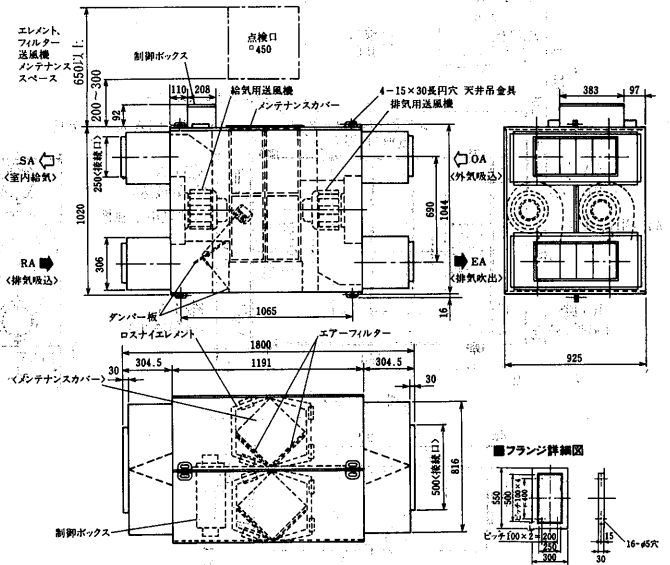 エレメント、
フィルター
送風機
メンテナンス
スペース
650以上
200～300
点検口
□450
制御ボックス
110
208
92
給気用送風機
メンテナンスカバー
4－15×30長円穴 天井吊金具
排気用送風機
383
97
SA
〈室内給気〉
250〈接続口〉
1020
RA
〈排気吸込〉
306
OA
〈外気吸込〉
690
1044
EA
〈排気吹出〉
16
925
ダンパー板
1065
ロスナイエレメント
エアーフィルター
1800
304.5
1191
304.5
30
30
〈メンテナンスカバー〉
500〈接続口〉
816
制御ボックス
■フランジ詳細図
550
500
ピッチ100×4
＝400
ピッチ100×2＝200
250
300
15
30
16-φ5穴